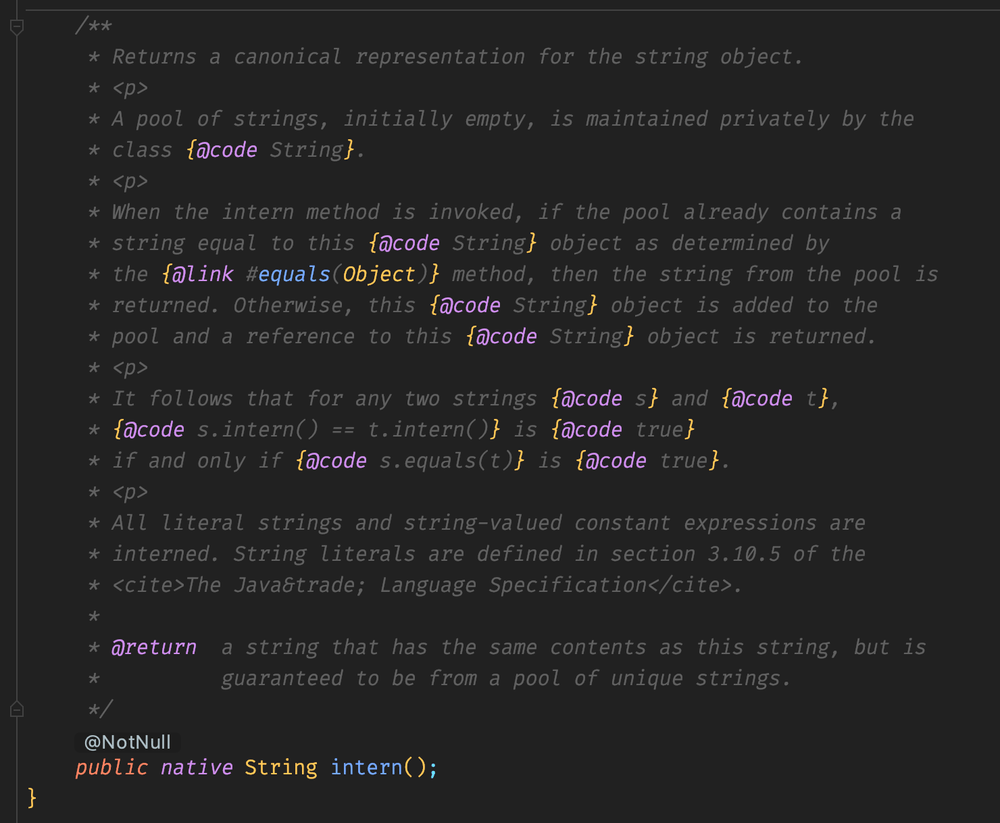 /**
* Returns a canonical representation for the string object.
* <p>
* A pool of strings, initially empty, is maintained privately by the
* class {@code String}.
* <p>
* When the intern method is invoked, if the pool already contains a
* string equal to this {@code String} object as determined by
* the {@link #equals(Object)} method, then the string from the pool is
* returned. Otherwise, this {@code String} object is added to the
* pool and a reference to this {@code String} object is returned.
* <p>
* It follows that for any two strings {@code s} and {@code t},
* {@code s.intern() == t.intern()} is {@code true}
* if and only if {@code s.equals(t)} is {@code true}.
* <p>
* All literal strings and string-valued constant expressions are
* interned. String literals are defined in section 3.10.5 of the
* <cite>The Java&trade; Language Specification</cite>.
*
* @return  a string that has the same contents as this string, but is
*          guaranteed to be from a pool of unique strings.
*/
@NotNull
public native String intern();
}